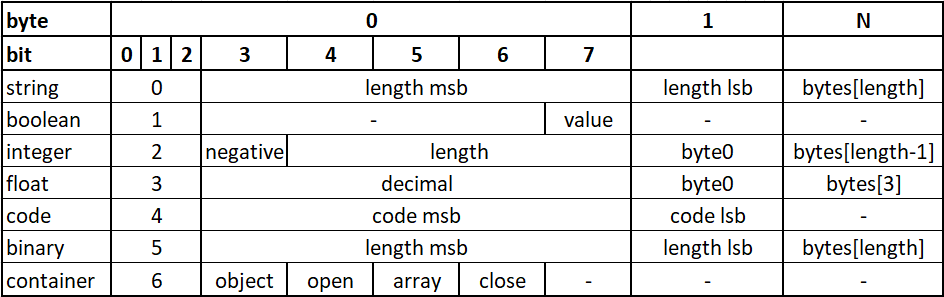 byte 0 1 N
bit 0 1 2 3 4 5 6 7
string 0 length msb length lsb bytes[length]
boolean 1 - value - -
integer 2 negative length byte0 bytes[length-1]
float 3 decimal byte0 bytes[3]
code 4 code msb code lsb -
binary 5 length msb length lsb bytes[length]
container 6 object open array close - - -